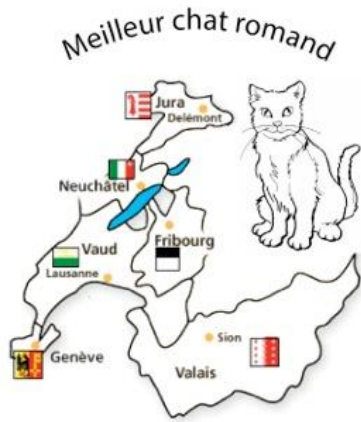 Meilleur chat romand
Jura
Delémont
Neuchâtel
Fribourg
Vaud
Lausanne
Genève
Sion
Valais